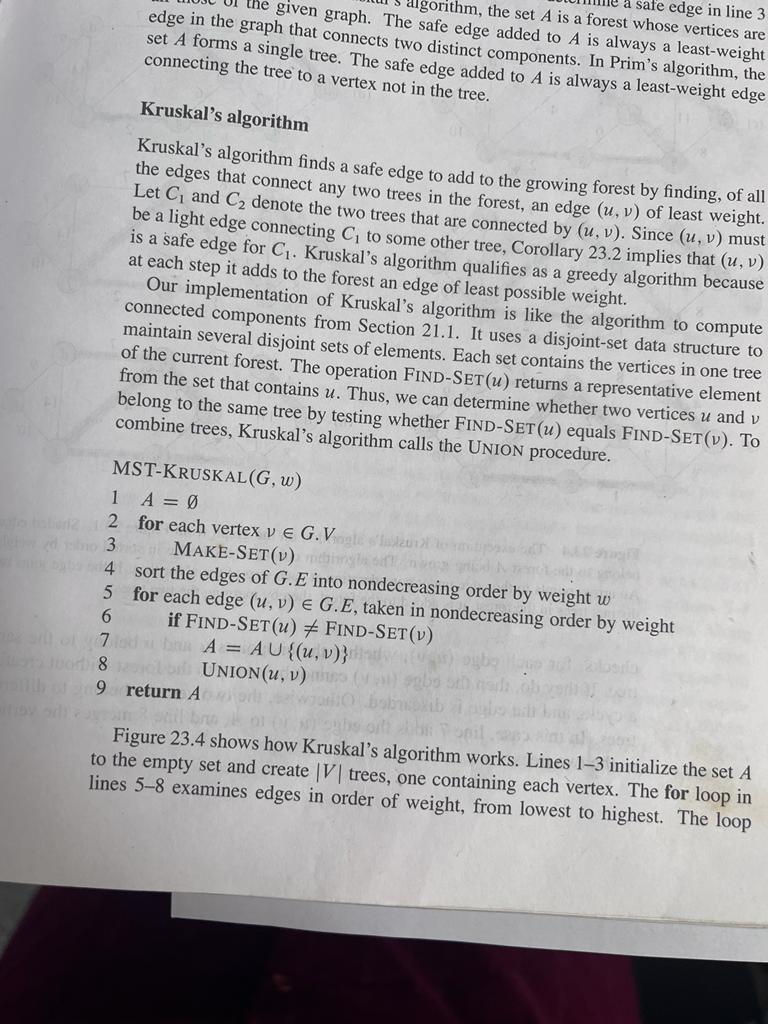 of the given graph. The safe edge added to A is always a least-weight
algorithm, the set A is a forest whose vertices are
a safe edge in line 3
edge in the graph that connects two distinct components. In Prim's algorithm, the
set A forms a single tree. The safe edge added to A is always a least-weight edge
connecting the tree to a vertex not in the tree.
Kruskal's algorithm
Kruskal's algorithm finds a safe edge to add to the growing forest by finding, of all
the edges that connect any two trees in the forest, an edge (u, v) of least weight.
Let C₁ and C₂ denote the two trees that are connected by (u, v). Since (u, v) must
be a light edge connecting C₁ to some other tree, Corollary 23.2 implies that (u, v)
is a safe edge for C₁. Kruskal's algorithm qualifies as a greedy algorithm because
at each step it adds to the forest an edge of least possible weight.
Our implementation of Kruskal's algorithm is like the algorithm to compute
connected components from Section 21.1. It uses a disjoint-set data structure to
maintain several disjoint sets of elements. Each set contains the vertices in one tree
of the current forest. The operation FIND-SET(u) returns a representative element
from the set that contains u. Thus, we can determine whether two vertices u and v
belong to the same tree by testing whether FIND-SET(u) equals FIND-SET(v). To
combine trees, Kruskal's algorithm calls the UNION procedure.
MST-KRUSKAL(G, w)
1 A = ∅
2 for each vertex v ∈ G.V
3 MAKE-SET(v)
4 sort the edges of G.E into nondecreasing order by weight w
5 for each edge (u, v) ∈ G.E, taken in nondecreasing order by weight
6 if FIND-SET(u) ≠ FIND-SET(v)
7 A = A ∪ {(u, v)}
8 UNION(u, v)
9 return A
Figure 23.4 shows how Kruskal's algorithm works. Lines 1–3 initialize the set A
to the empty set and create |V| trees, one containing each vertex. The for loop in
lines 5–8 examines edges in order of weight, from lowest to highest. The loop